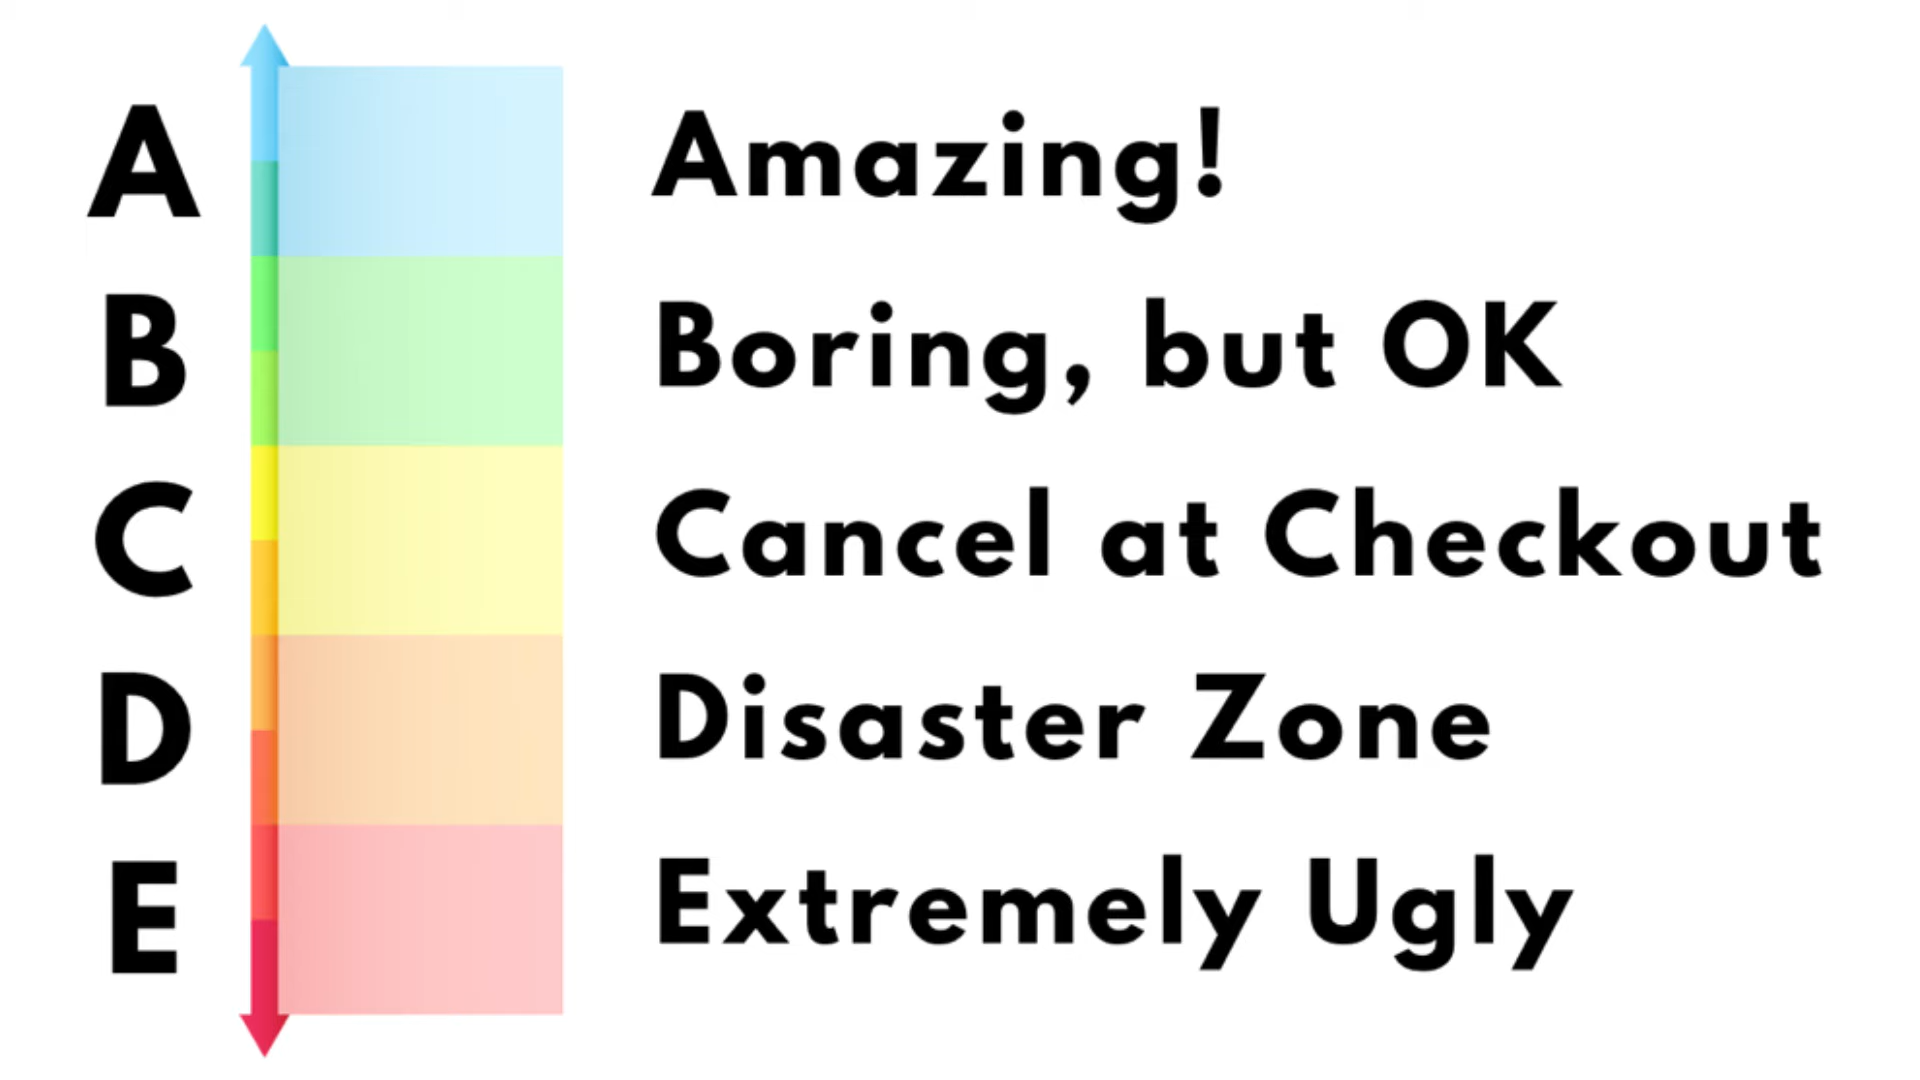 A Amazing!
B Boring, but OK
C Cancel at Checkout
D Disaster Zone
E Extremely Ugly